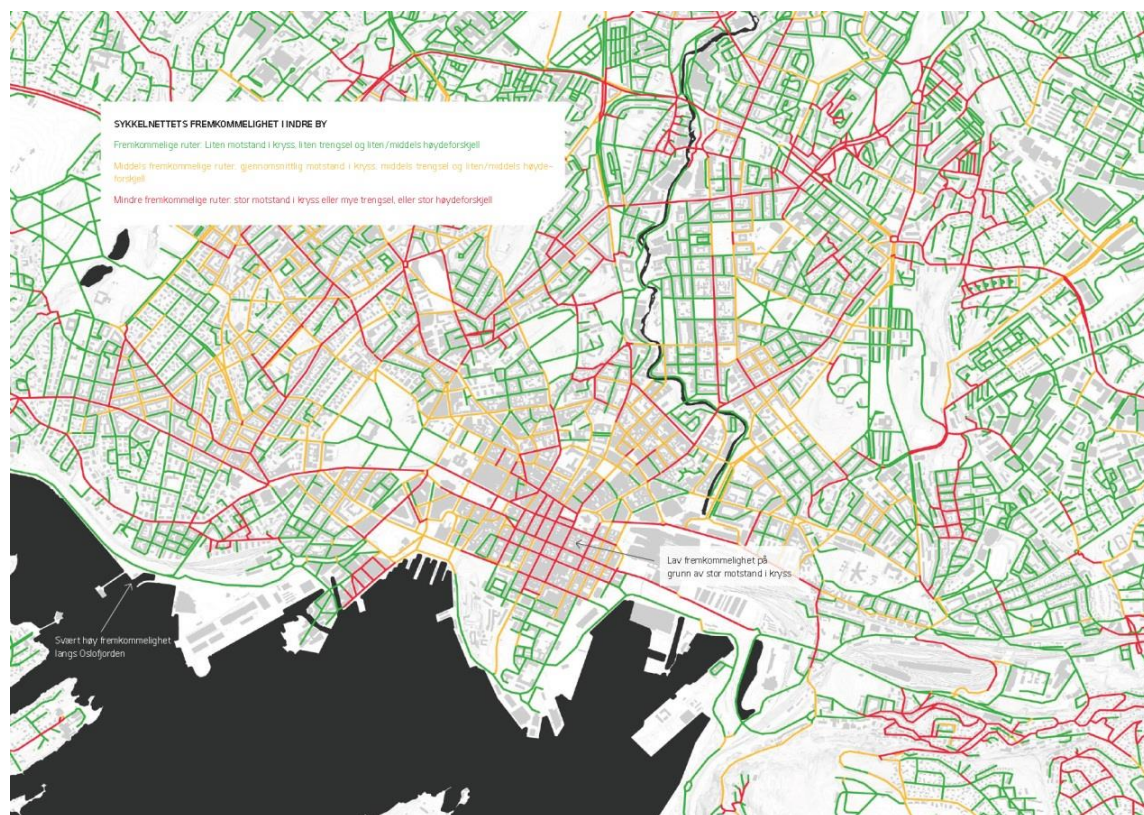 SYKKELNETTETS FREMKOMMELIGHET I INDRE BY
Fremkommelige ruter. Liten motstand i kryss, liten trengsel og liten/middels høydeforskjell
Middels fremkommelige ruter. gjennomsnittig motstand i kryss, middels trengsel og liten/middels høyde-
forskjell
Mindre fremkommelige ruter. stor motstand i kryss eller mye trengsel, eller stor høydeforskjell
Lav fremkommelighet på
grunn av stor motstand i kryss
Svært høy fremkommelighet
langs Oslofjorden